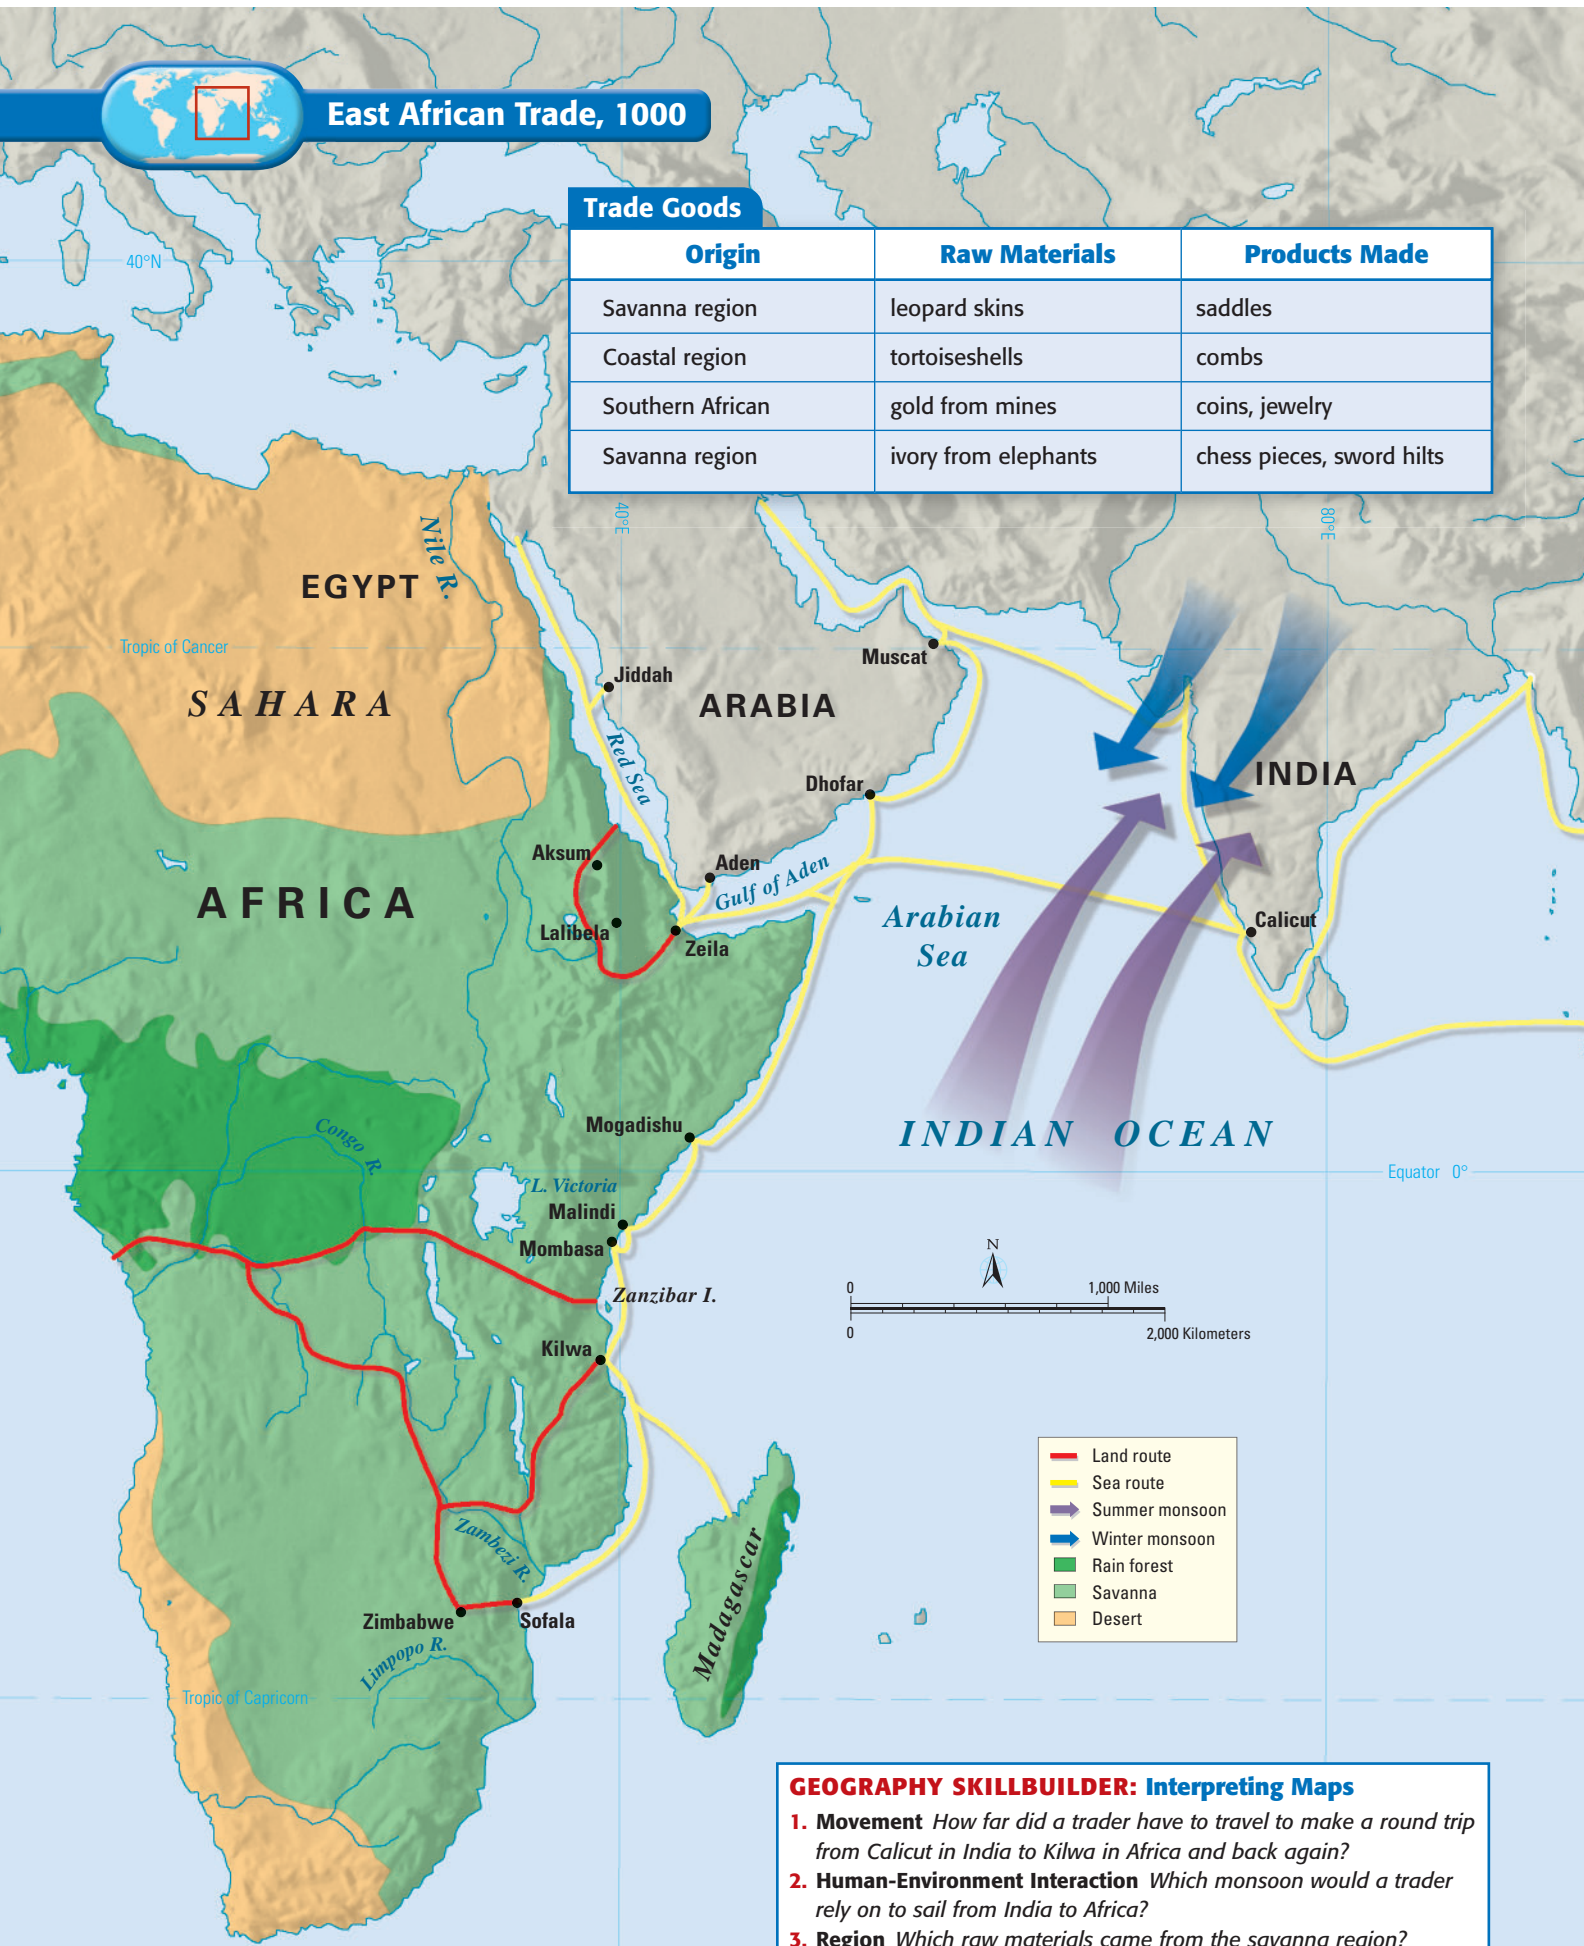 East African Trade, 1000
Trade Goods
Origin Raw Materials Products Made
Savanna region leopard skins saddles
Coastal region tortoiseshells combs
Southern African gold from mines coins, jewelry
Savanna region ivory from elephants chess pieces, sword hilts
40°N
40°E
80°E
Nile R.
EGYPT
Tropic of Cancer
SAHARA
Jiddah
Muscat
ARABIA
Red Sea
Dhofar
INDIA
Aksum
Aden
Gulf of Aden
AFRICA
Arabian
Sea
Calicut
Lalibela
Zeila
Mogadishu
INDIAN OCEAN
Congo R.
Equator 0°
L. Victoria
Malindi
Mombasa
Zanzibar I.
N
0 1,000 Miles
0 2,000 Kilometers
Kilwa
Land route
Sea route
Summer monsoon
Winter monsoon
Rain forest
Savanna
Desert
Zambezi R.
Madagascar
Zimbabwe
Sofala
Limpopo R.
Tropic of Capricorn
GEOGRAPHY SKILLBUILDER: Interpreting Maps
1. Movement How far did a trader have to travel to make a round trip
from Calicut in India to Kilwa in Africa and back again?
2. Human-Environment Interaction Which monsoon would a trader
rely on to sail from India to Africa?
3. Region Which raw materials came from the savanna region?